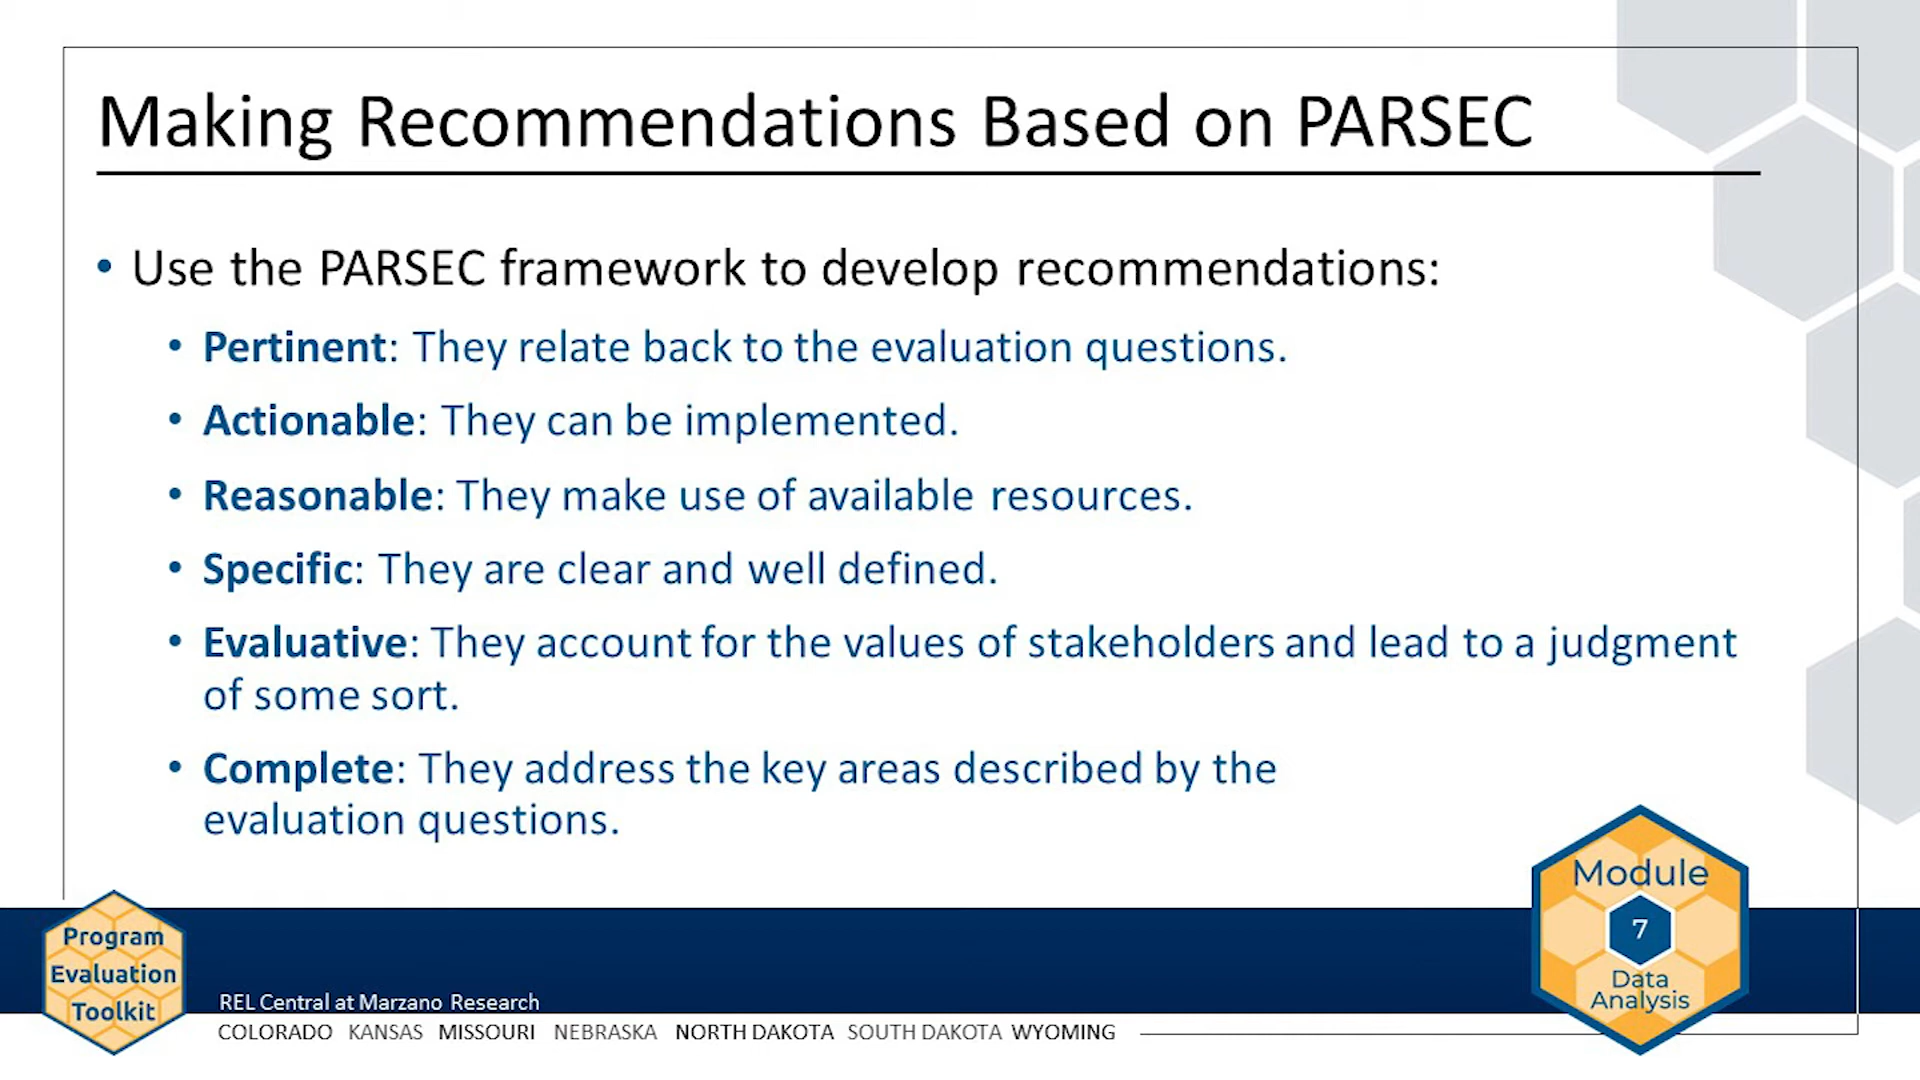 Making Recommendations Based on PARSEC
• Use the PARSEC framework to develop recommendations:
• Pertinent: They relate back to the evaluation questions.
• Actionable: They can be implemented.
• Reasonable: They make use of available resources.
• Specific: They are clear and well defined.
• Evaluative: They account for the values of stakeholders and lead to a judgment
of some sort.
• Complete: They address the key areas described by the
evaluation questions.
Program
Evaluation
Toolkit
REL Central at Marzano Research
COLORADO KANSAS MISSOURI NEBRASKA NORTH DAKOTA SOUTH DAKOTA WYOMING
Module
7
Data
Analysis